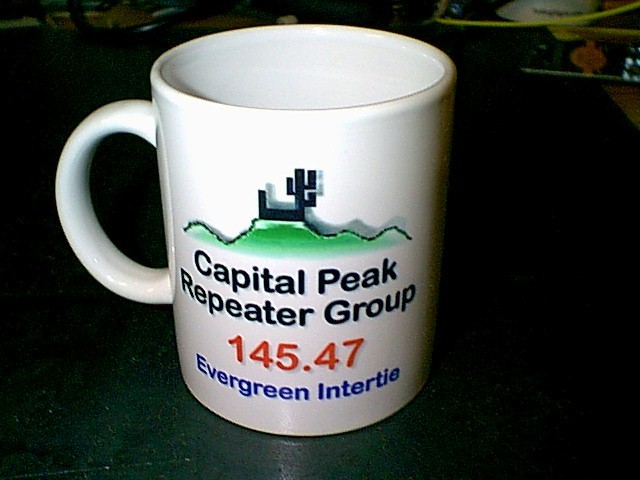 Capital Peak
Repeater Group
145.47
Evergreen Intertie